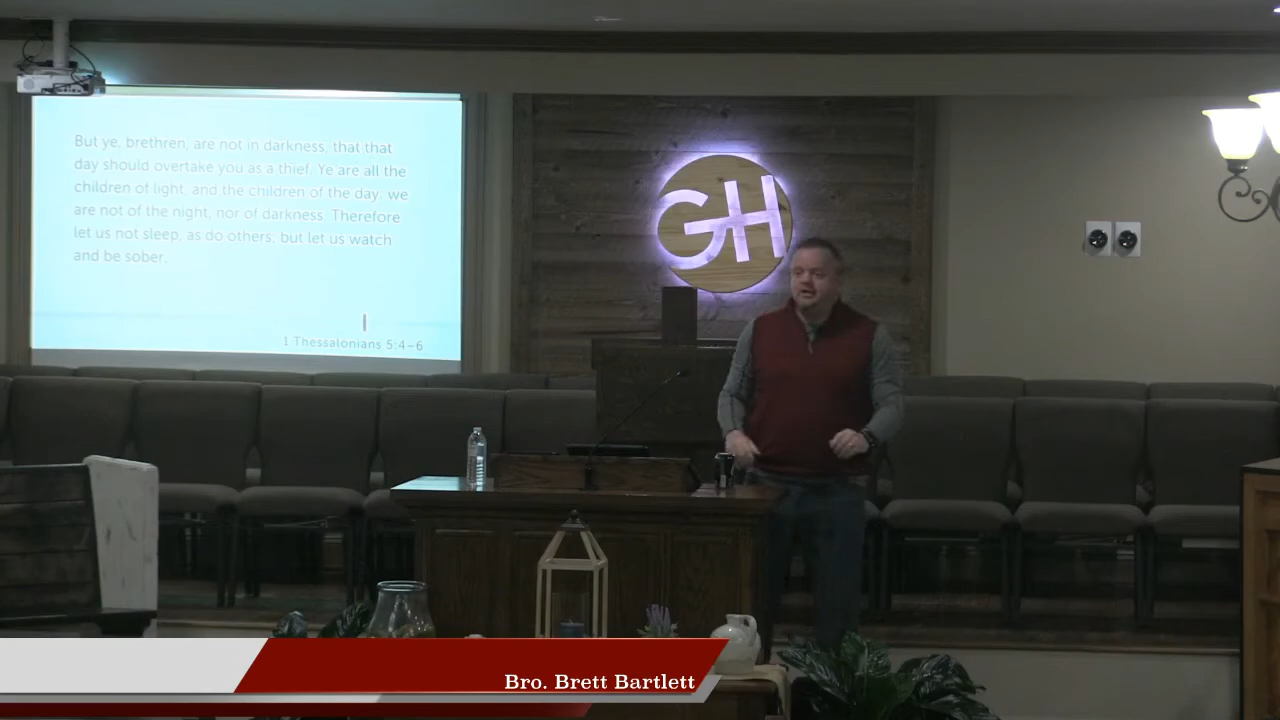 But ye, brethren, are not in darkness, that that
day should overtake you as a thief. Ye are all the
children of light, and the children of the day: we
are not of the night, nor of darkness. Therefore
let us not sleep, as do others; but let us watch
and be sober.
1 Thessalonians 5:4–6
GH
Bro. Brett Bartlett